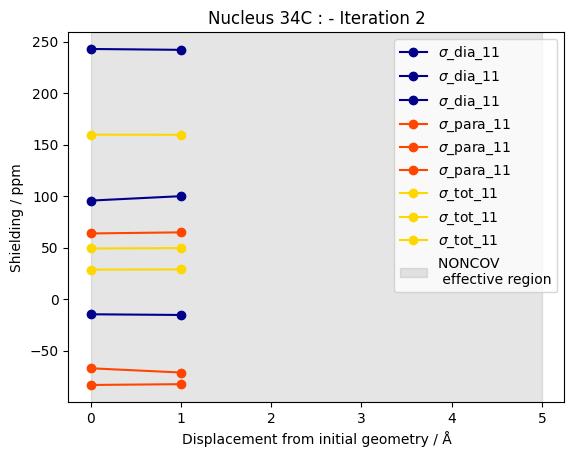 Nucleus 34C : - Iteration 2
Shielding / ppm
250
200
150
100
50
0
−50
0 1 2 3 4 5
Displacement from initial geometry / Å
σ_dia_11
σ_dia_11
σ_dia_11
σ_para_11
σ_para_11
σ_para_11
σ_tot_11
σ_tot_11
σ_tot_11
NONCOV
effective region